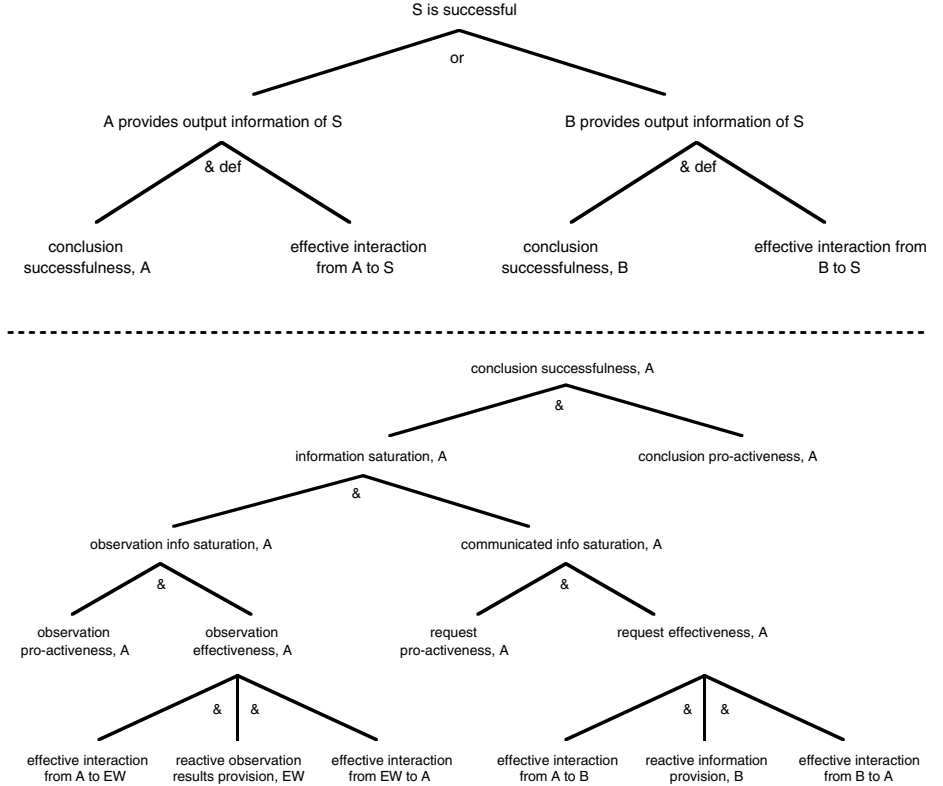 S is successful
or
A provides output information of S
B provides output information of S
& def
& def
conclusion
successfulness, A
effective interaction
from A to S
conclusion
successfulness, B
effective interaction from
B to S
conclusion successfulness, A
&
information saturation, A
conclusion pro-activeness, A
&
observation info saturation, A
communicated info saturation, A
&
&
observation
pro-activeness, A
observation
effectiveness, A
request
pro-activeness, A
request effectiveness, A
& &
& &
effective interaction
from A to EW
reactive observation
results provision, EW
effective interaction
from EW to A
effective interaction
from A to B
reactive information
provision, B
effective interaction
from B to A